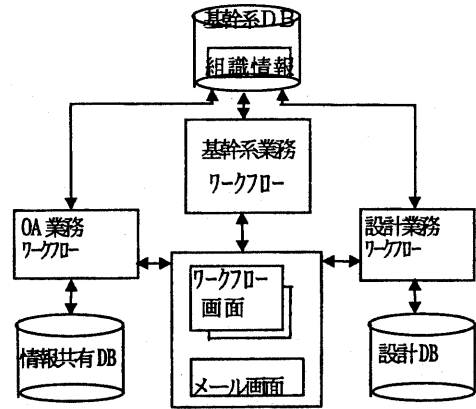 基幹系DB
組織情報
基幹系業務
ワークフロー
OA業務
ワークフロー
設計業務
ワークフロー
ワークフロー
画面
情報共有DB
設計DB
メール画面